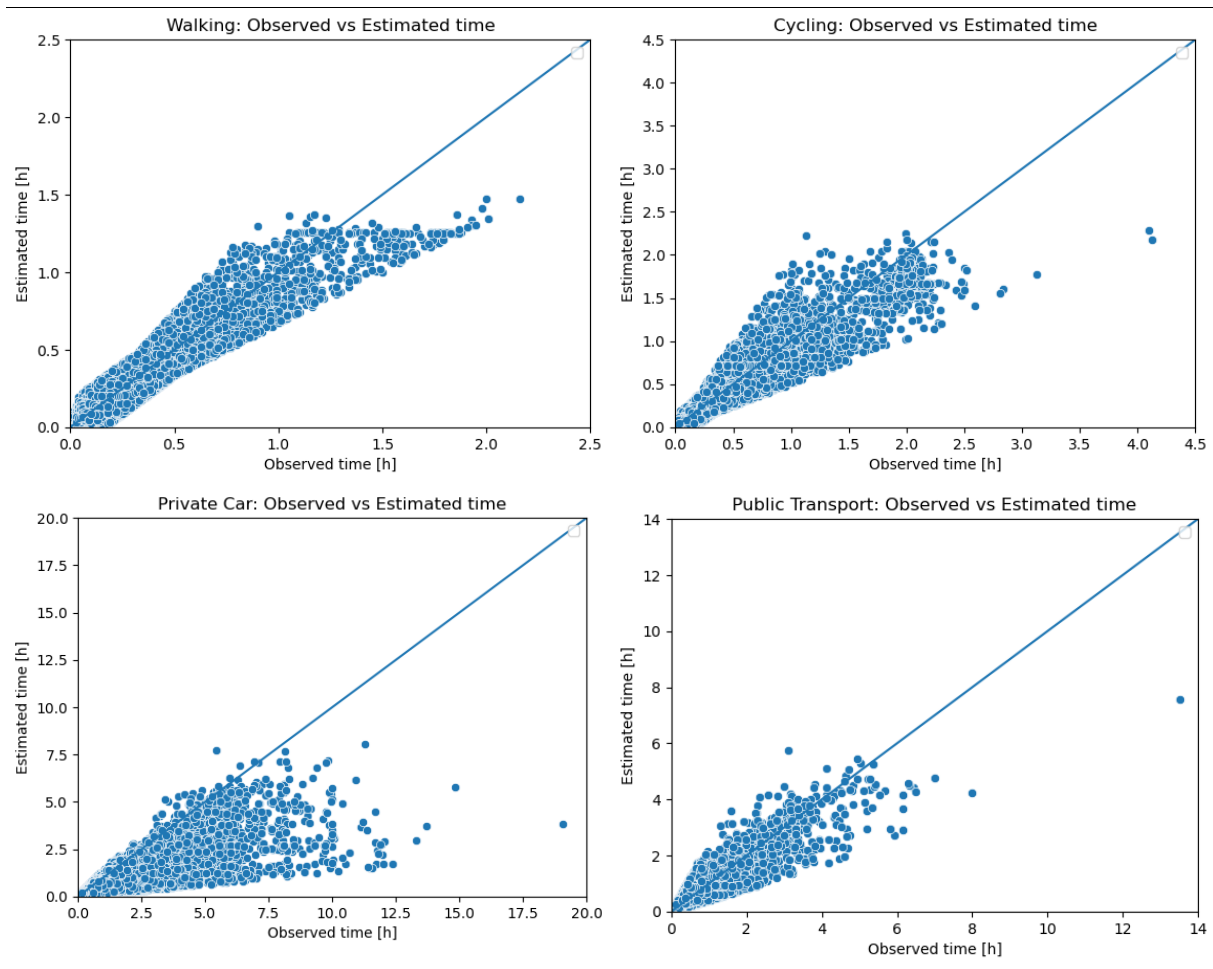 Walking: Observed vs Estimated time
2.5
2.0
1.5
1.0
0.5
0.0
Estimated time [h]
0.0 0.5 1.0 1.5 2.0 2.5
Observed time [h]
Cycling: Observed vs Estimated time
4.5
4.0
3.5
3.0
2.5
2.0
1.5
1.0
0.5
0.0
Estimated time [h]
0.0 0.5 1.0 1.5 2.0 2.5 3.0 3.5 4.0 4.5
Observed time [h]
Private Car: Observed vs Estimated time
20.0
17.5
15.0
12.5
10.0
7.5
5.0
2.5
0.0
Estimated time [h]
0.0 2.5 5.0 7.5 10.0 12.5 15.0 17.5 20.0
Observed time [h]
Public Transport: Observed vs Estimated time
14
12
10
8
6
4
2
0
Estimated time [h]
0 2 4 6 8 10 12 14
Observed time [h]